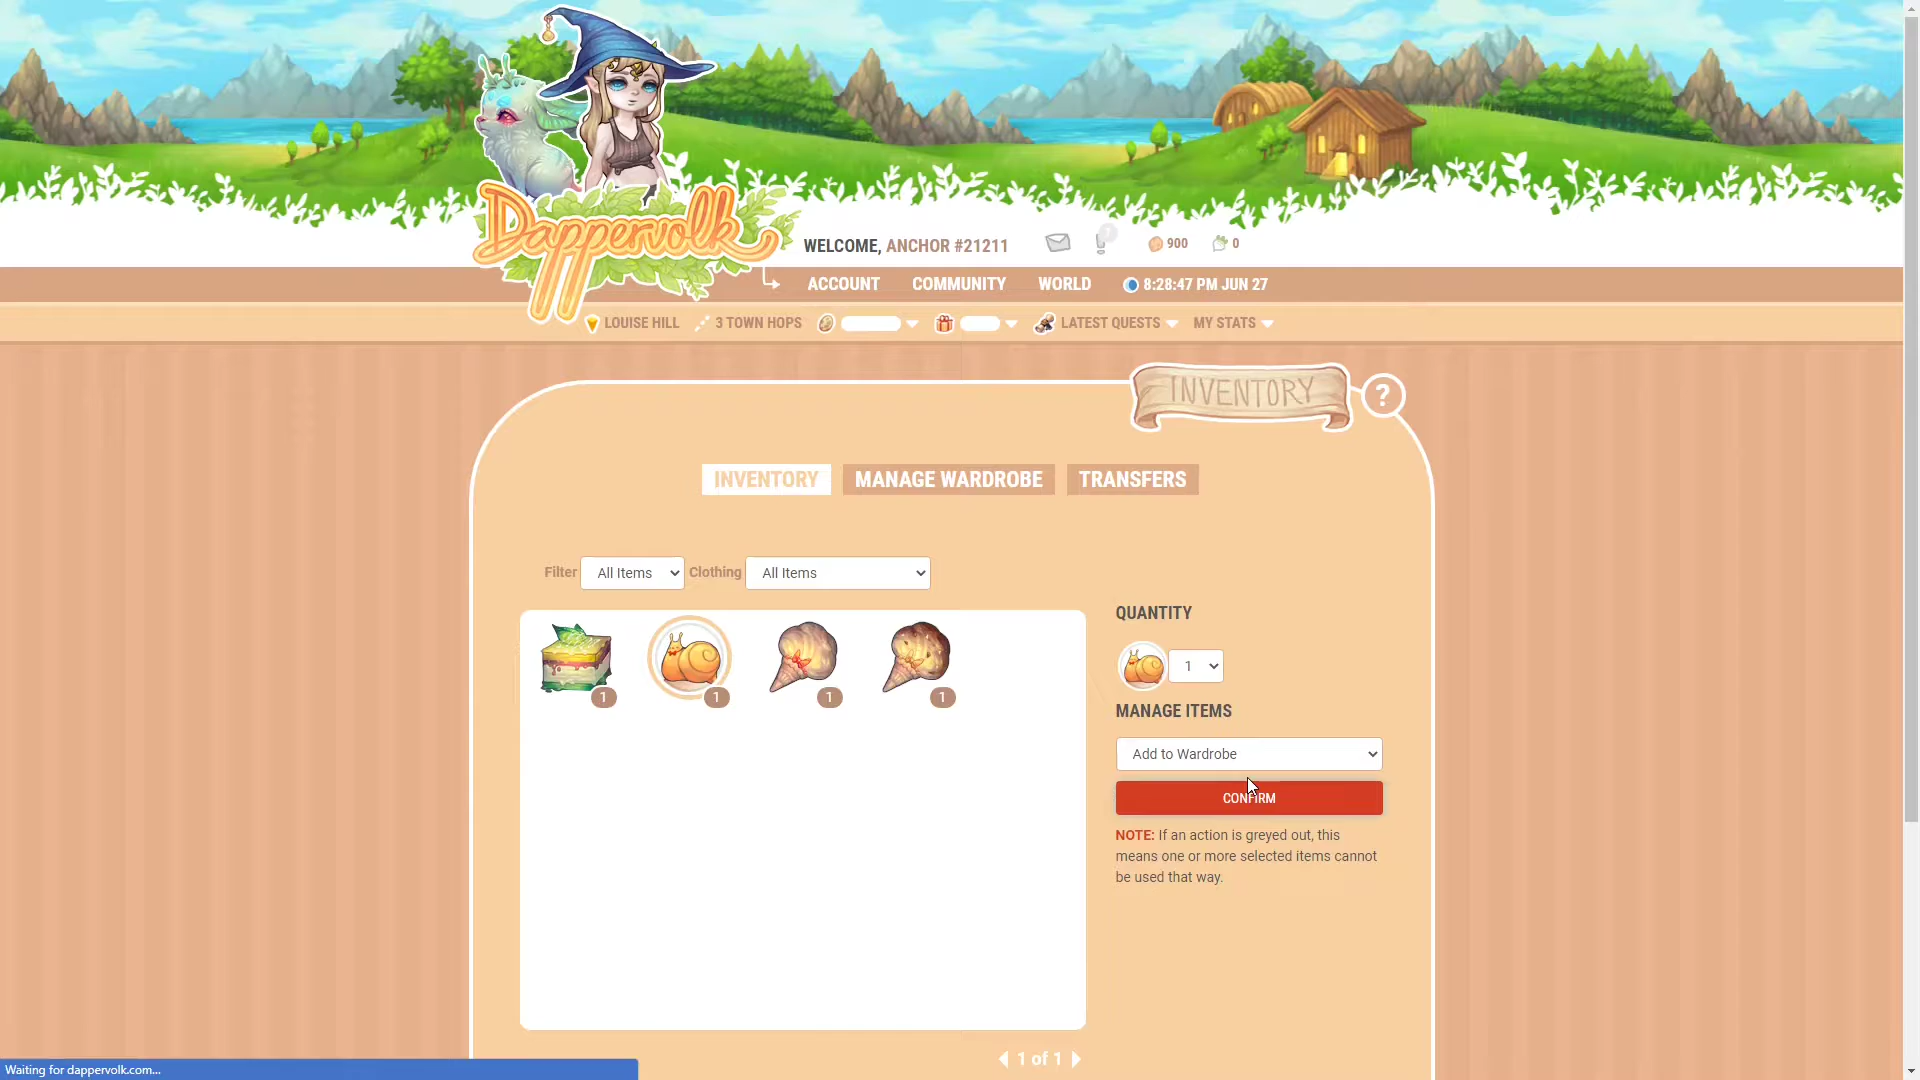 Dappervolk
WELCOME, ANCHOR #21211
900
0
ACCOUNT COMMUNITY WORLD 8:28:47 PM JUN 27
LOUISE HILL 3 TOWN HOPS LATEST QUESTS MY STATS
INVENTORY ?
INVENTORY MANAGE WARDROBE TRANSFERS
Filter All Items Clothing All Items
QUANTITY
1
1 1 1 1
MANAGE ITEMS
Add to Wardrobe
CONFIRM
NOTE: If an action is greyed out, this
means one or more selected items cannot
be used that way.
1 of 1
Waiting for dappervolk.com...